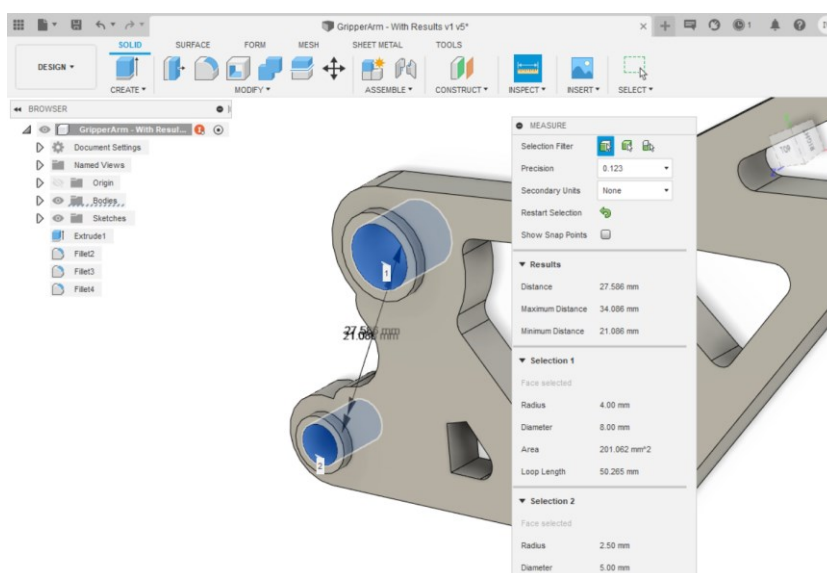 GripperArm - With Results v1 v5*
1
SOLID SURFACE FORM MESH SHEET METAL TOOLS
DESIGN
CREATE MODIFY ASSEMBLE CONSTRUCT INSPECT INSERT SELECT
BROWSER
GripperArm - With Resul...
Document Settings
Named Views
Origin
Bodies
Sketches
Extrude1
Fillet2
Fillet3
Fillet4
1
21.086 mm
2
MEASURE
Selection Filter
Precision 0.123
Secondary Units None
Restart Selection
Show Snap Points
Results
Distance 27.586 mm
Maximum Distance 34.086 mm
Minimum Distance 21.086 mm
Selection 1
Face selected
Radius 4.00 mm
Diameter 8.00 mm
Area 201.062 mm^2
Loop Length 50.265 mm
Selection 2
Face selected
Radius 2.50 mm
Diameter 5.00 mm